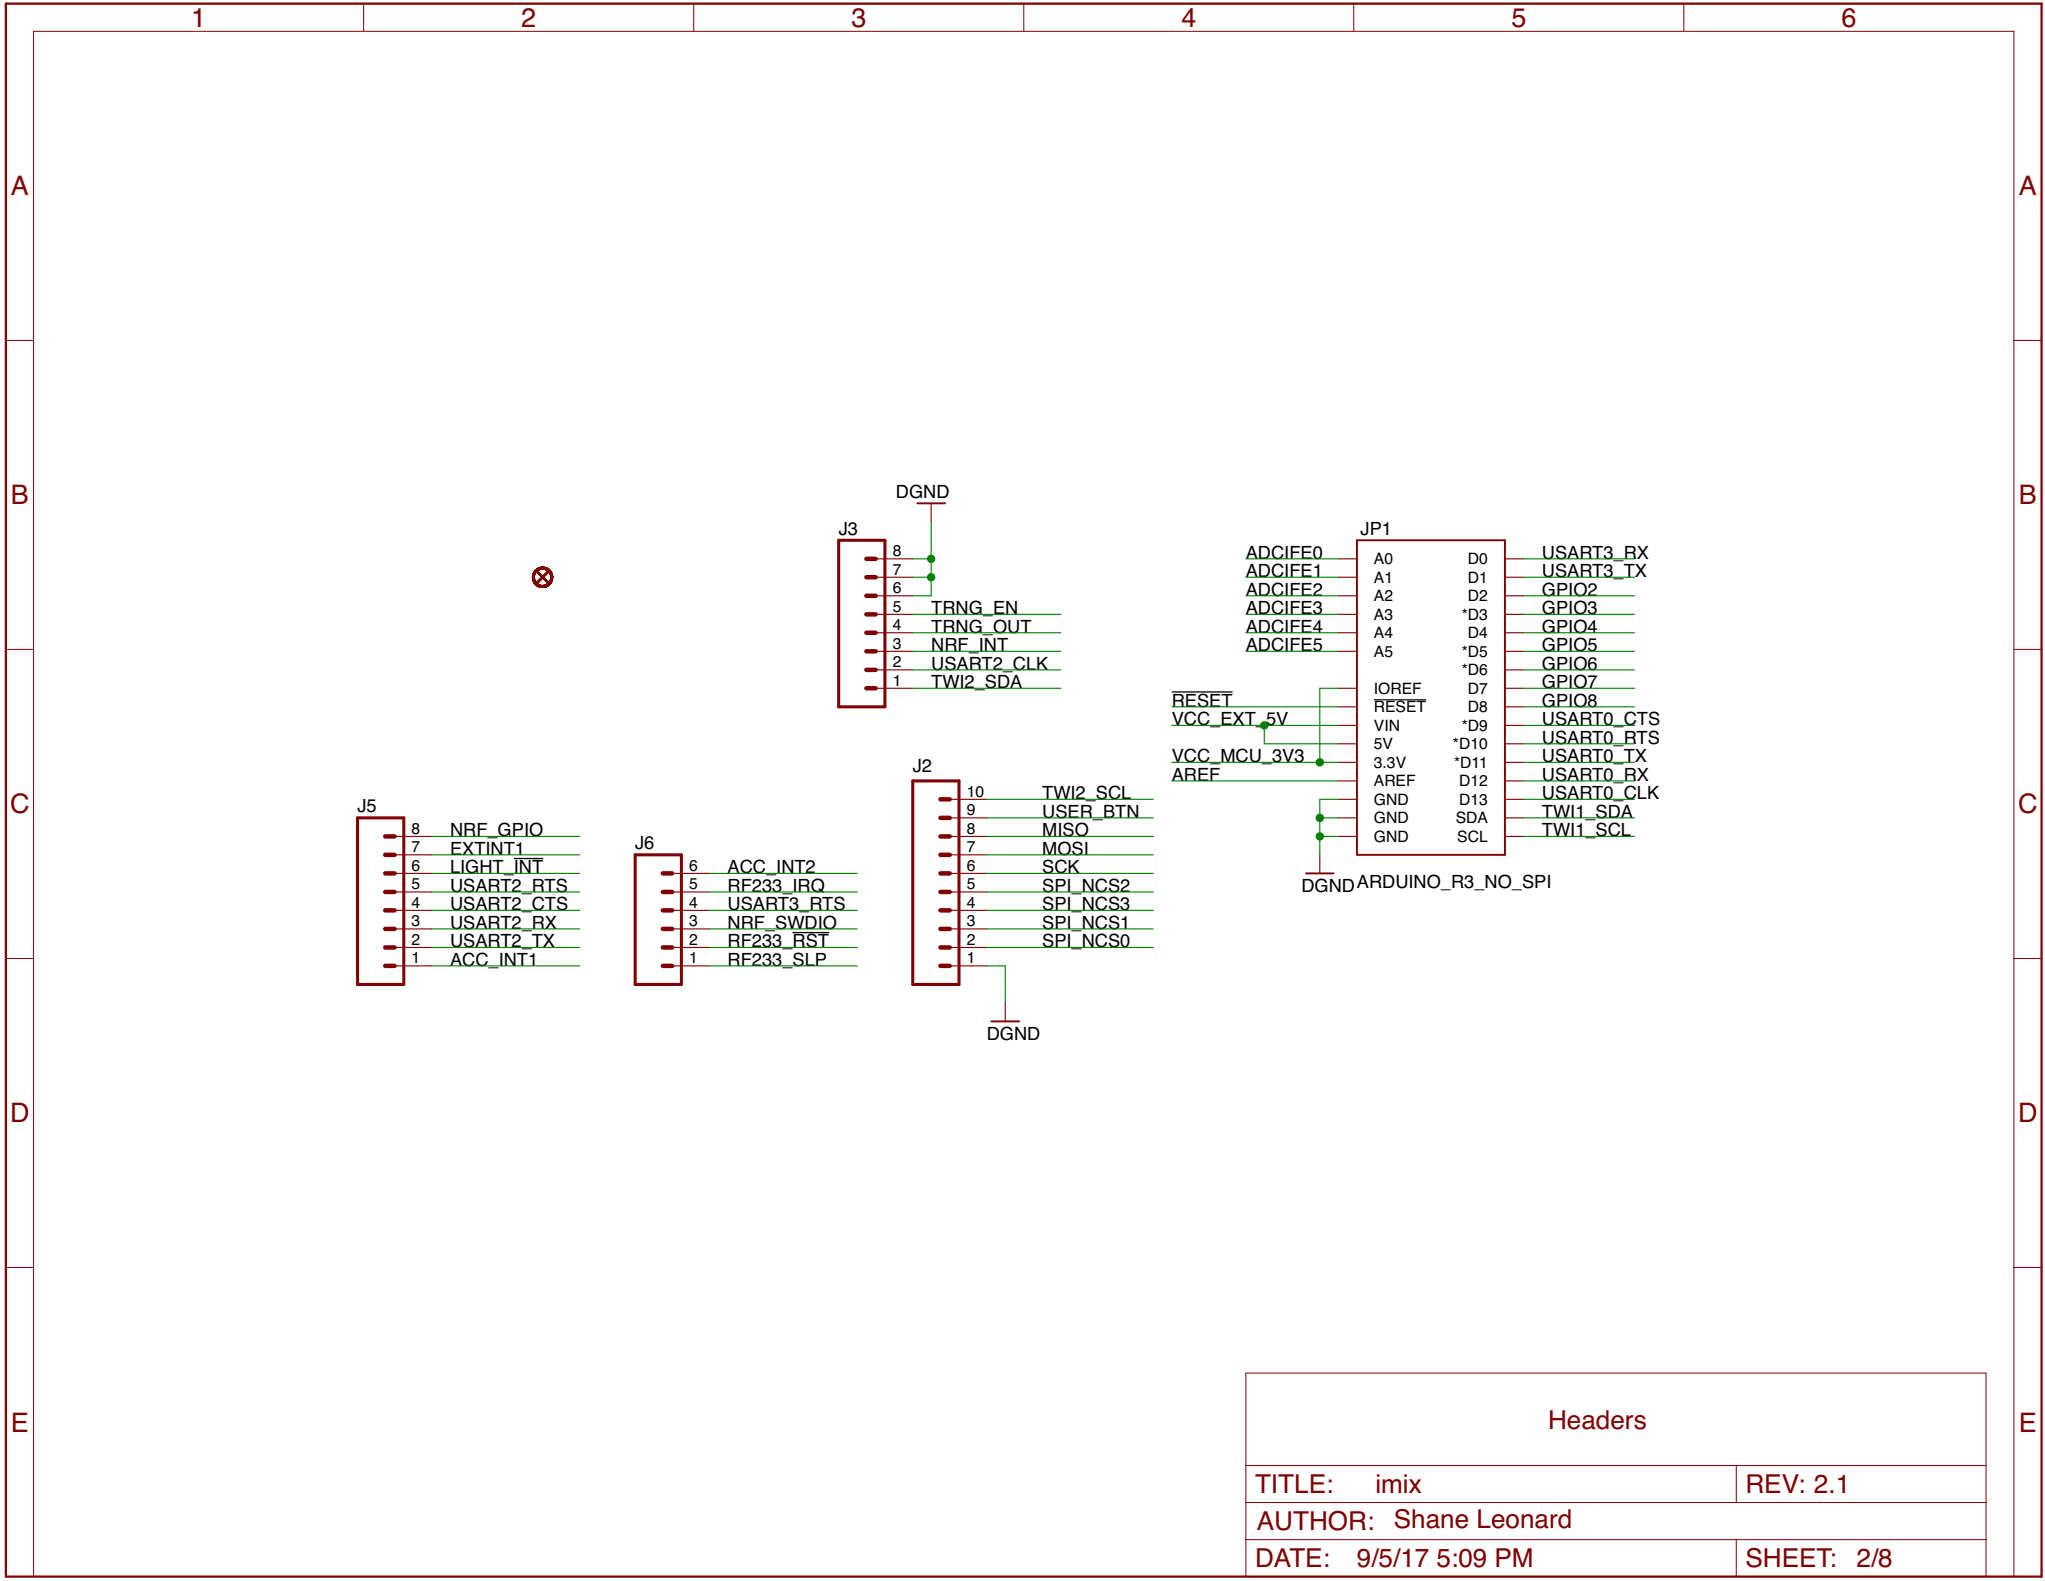 1 2 3 4 5 6
A A
B B
C C
D D
E E
DGND
J3
8
7
6
5 TRNG_EN
4 TRNG_OUT
3 NRF_INT
2 USART2_CLK
1 TWI2_SDA
JP1
ADCIFE0 A0 D0 USART3_RX
ADCIFE1 A1 D1 USART3_TX
ADCIFE2 A2 D2 GPIO2
ADCIFE3 A3 *D3 GPIO3
ADCIFE4 A4 D4 GPIO4
ADCIFE5 A5 *D5 GPIO5
*D6 GPIO6
IOREF D7 GPIO7
RESET RESET D8 GPIO8
VCC_EXT_5V VIN *D9 USART0_CTS
5V *D10 USART0_RTS
VCC_MCU_3V3 3.3V *D11 USART0_TX
AREF AREF D12 USART0_RX
GND D13 USART0_CLK
GND SDA TWI1_SDA
GND SCL TWI1_SCL
DGND ARDUINO_R3_NO_SPI
J5
8 NRF_GPIO
7 EXTINT1
6 LIGHT_INT
5 USART2_RTS
4 USART2_CTS
3 USART2_RX
2 USART2_TX
1 ACC_INT1
J6
6 ACC_INT2
5 RF233_IRQ
4 USART3_RTS
3 NRF_SWDIO
2 RF233_RST
1 RF233_SLP
J2
10 TWI2_SCL
9 USER_BTN
8 MISO
7 MOSI
6 SCK
5 SPI_NCS2
4 SPI_NCS3
3 SPI_NCS1
2 SPI_NCS0
1
DGND
Headers
TITLE: imix REV: 2.1
AUTHOR: Shane Leonard
DATE: 9/5/17 5:09 PM SHEET: 2/8